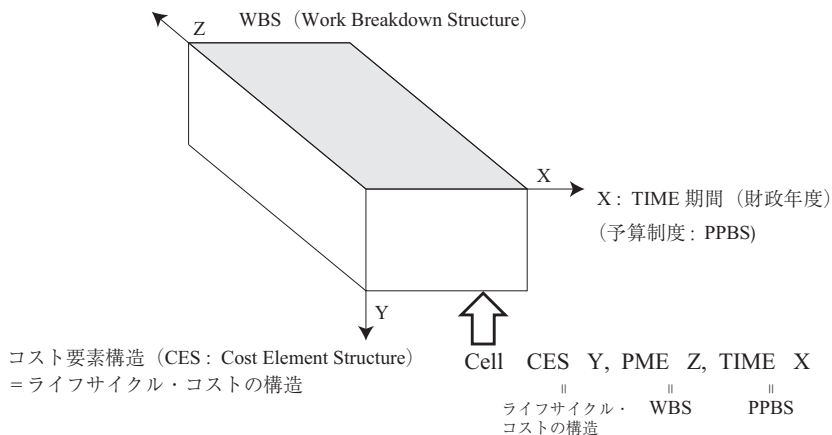 WBS（Work Breakdown Structure）
Z
X
X : TIME 期間（財政年度）
（予算制度 : PPBS)
Y
コスト要素構造（CES : Cost Element Structure）
＝ライフサイクル・コストの構造
Cell CES Y, PME Z, TIME X
= = =
ライフサイクル・ WBS PPBS
コストの構造